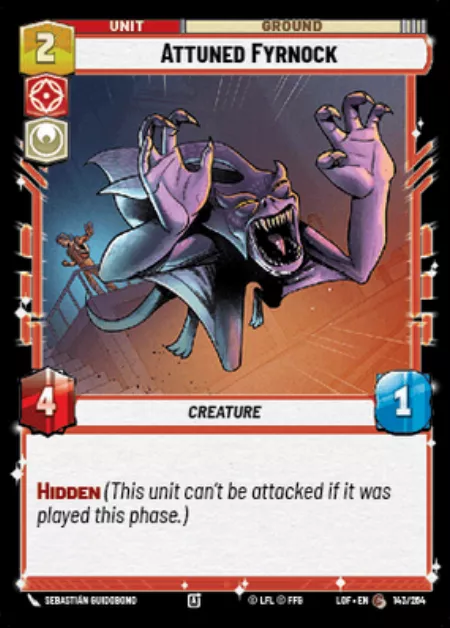 UNIT
GROUND
2
ATTUNED FYRNOCK
4
CREATURE
1
HIDDEN (This unit can't be attacked if it was
played this phase.)
SEBASTIÁN GUIDOBONO
A
© LFL © FFG
LOF • EN
C
143/264